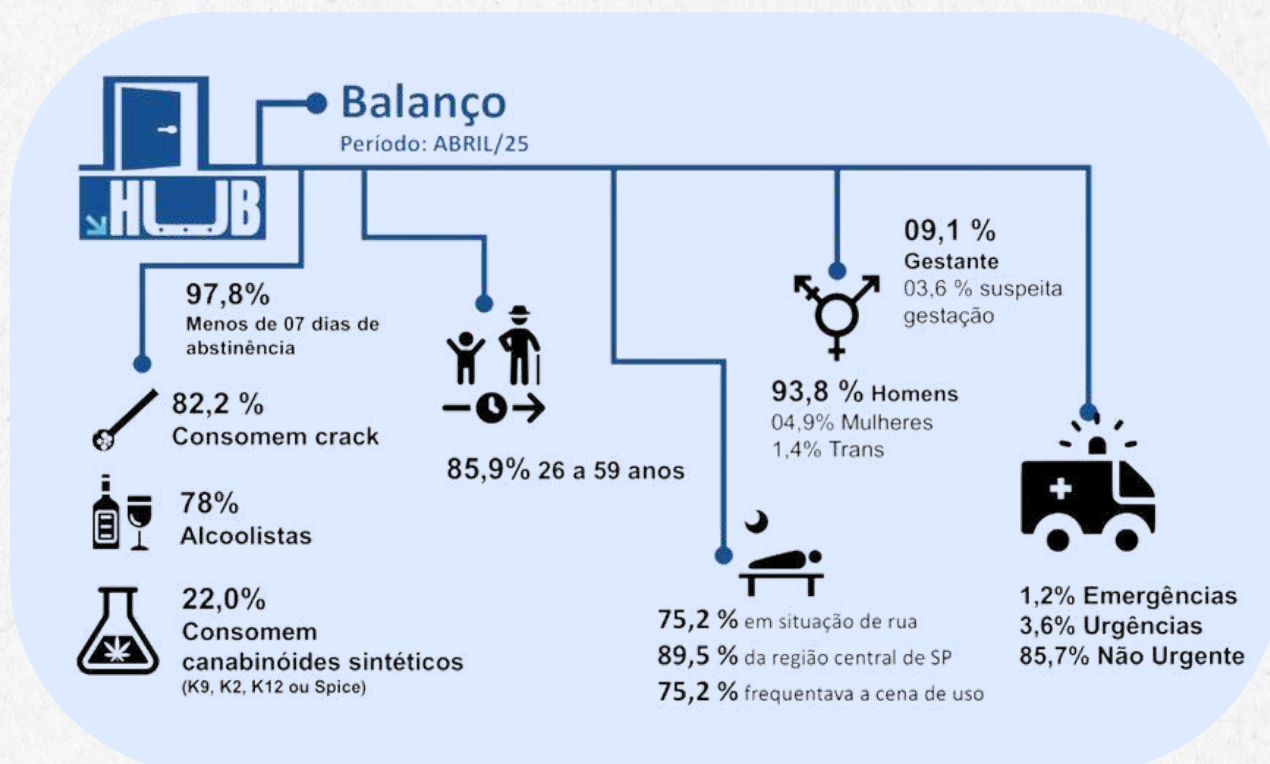 Balanço
Período: ABRIL/25
HUB
97,8%
Menos de 07 dias de
abstinência
82,2 %
Consomem crack
78%
Alcoolistas
22,0%
Consomem
canabinóides sintéticos
(K9, K2, K12 ou Spice)
85,9% 26 a 59 anos
75,2 % em situação de rua
89,5 % da região central de SP
75,2 % frequentava a cena de uso
09,1 %
Gestante
03,6 % suspeita
gestação
93,8 % Homens
04,9% Mulheres
1,4% Trans
1,2% Emergências
3,6% Urgências
85,7% Não Urgente